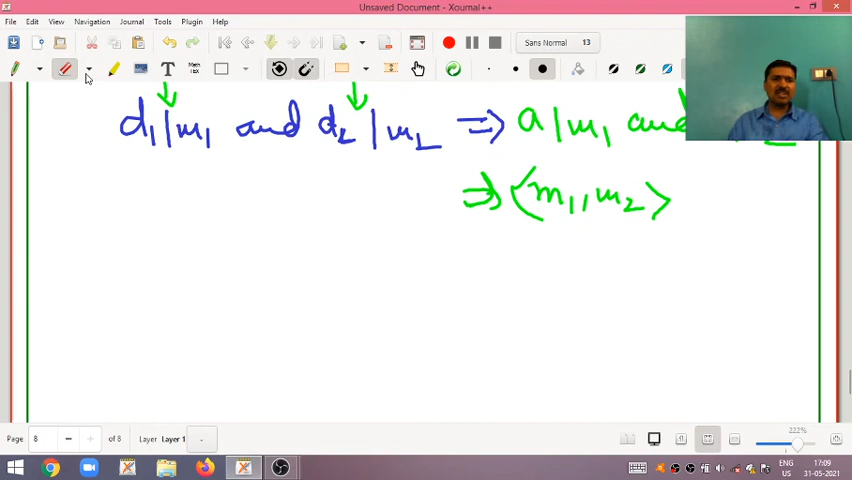 Unsaved Document - Xournal++
File Edit View Navigation Journal Tools Plugin Help
T Math TEX Sans Normal 13
d₁|m₁ and d₂|m₂ ⇒ a|m₁ and
⇒ (m₁, m₂)
Page 8 of 8 Layer Layer 1 222%
ENG US 17:09 31-05-2021